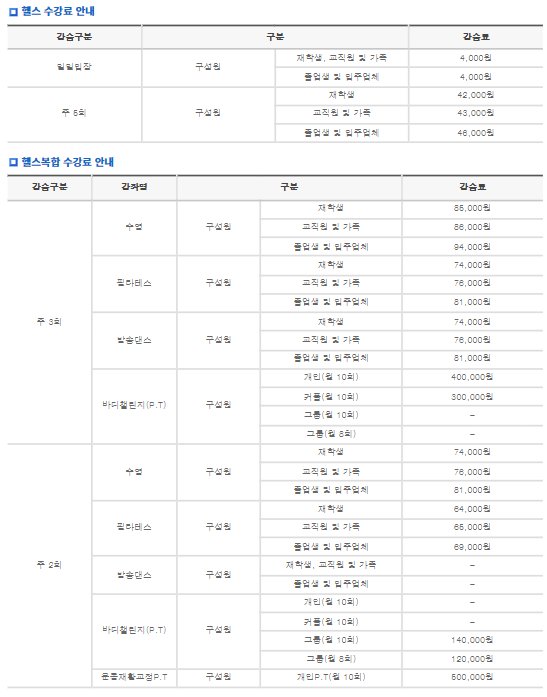 헬스 수강료 안내
강습구분 구분 강습료
일일입장 구성원 재학생, 교직원 및 가족 4,000원
졸업생 및 입주업체 4,000원
주 5회 구성원 재학생 42,000원
교직원 및 가족 43,000원
졸업생 및 입주업체 46,000원
헬스복합 수강료 안내
강습구분 강좌명 구분 강습료
주 3회 수영 구성원 재학생 85,000원
교직원 및 가족 86,000원
졸업생 및 입주업체 94,000원
필라테스 구성원 재학생 74,000원
교직원 및 가족 76,000원
졸업생 및 입주업체 81,000원
방송댄스 구성원 재학생 74,000원
교직원 및 가족 76,000원
졸업생 및 입주업체 81,000원
바디챌린지(P.T) 구성원 개인(월 10회) 400,000원
커플(월 10회) 300,000원
그룹(월 10회) –
그룹(월 8회) –
주 2회 수영 구성원 재학생 74,000원
교직원 및 가족 76,000원
졸업생 및 입주업체 81,000원
필라테스 구성원 재학생 64,000원
교직원 및 가족 65,000원
졸업생 및 입주업체 69,000원
방송댄스 구성원 재학생, 교직원 및 가족 –
졸업생 및 입주업체 –
바디챌린지(P.T) 구성원 개인(월 10회) –
커플(월 10회) –
그룹(월 10회) 140,000원
그룹(월 8회) 120,000원
운동재활교정P.T 구성원 개인P.T(월 10회) 500,000원